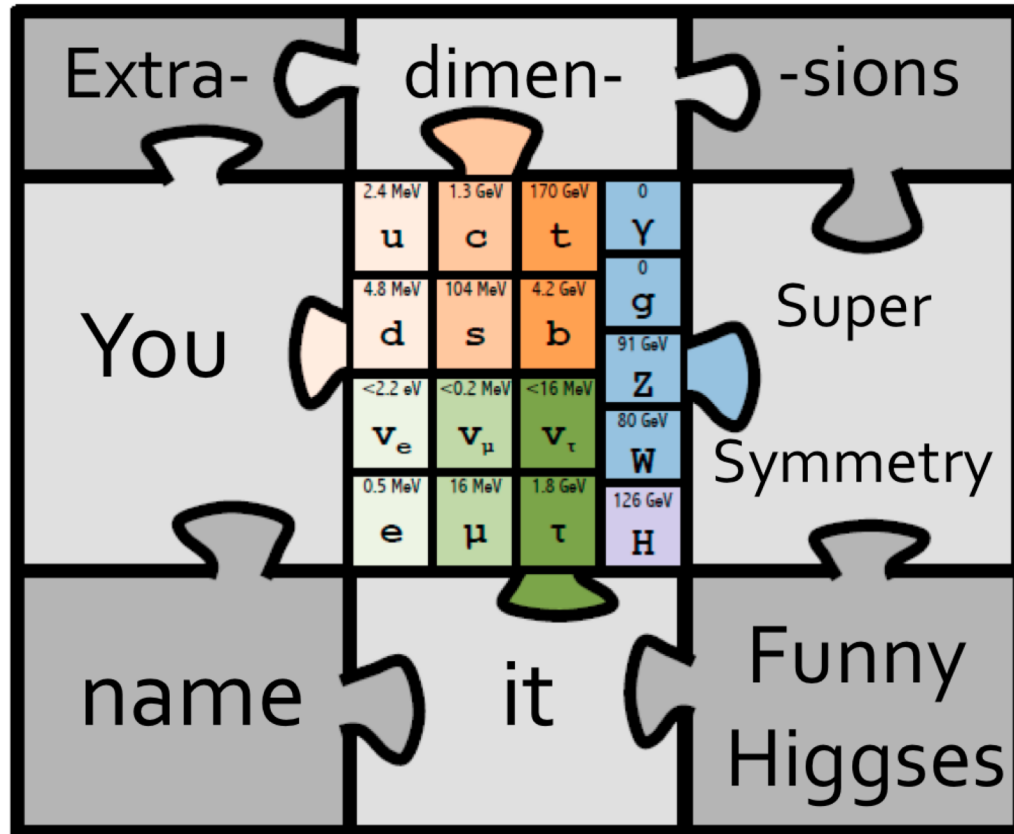 Extra- dimen- -sions
2.4 MeV 1.3 GeV 170 GeV 0
u c t γ
0
g
4.8 MeV 104 MeV 4.2 GeV
d s b
91 GeV
Z
<2.2 eV <0.2 MeV <16 MeV
νe νμ ντ
80 GeV
W
0.5 MeV 16 MeV 1.8 GeV
e μ τ
126 GeV
H
You
Super
Symmetry
name it
Funny
Higgses